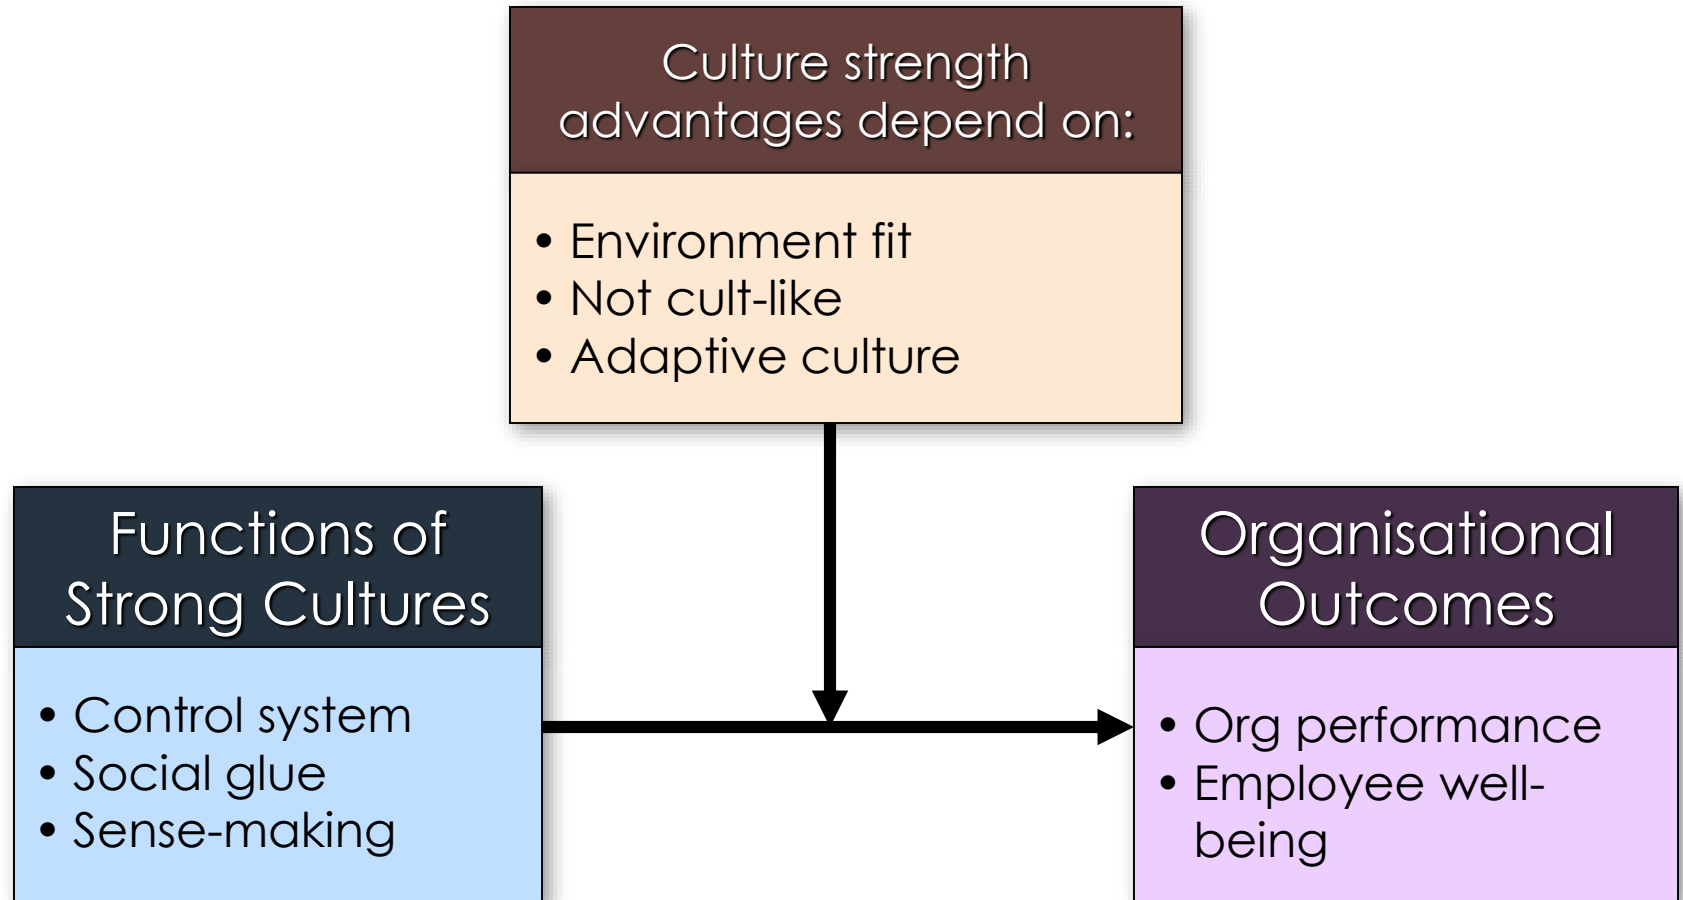 Culture strength
advantages depend on:
• Environment fit
• Not cult-like
• Adaptive culture
Functions of
Strong Cultures
• Control system
• Social glue
• Sense-making
Organisational
Outcomes
• Org performance
• Employee well-
being